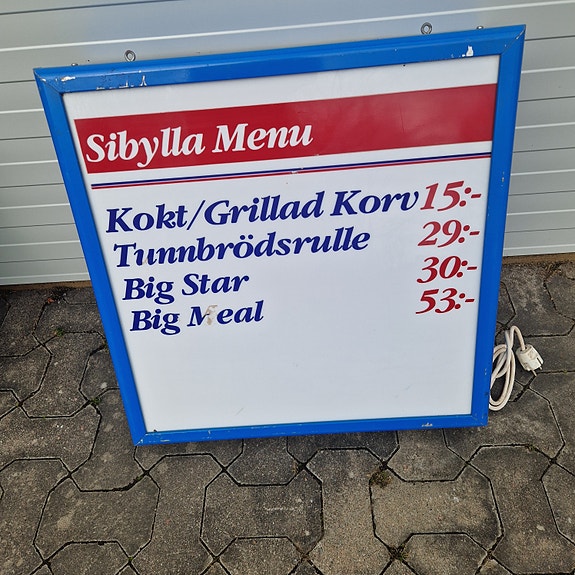 Sibylla Menu
Kokt/Grillad Korv 15:-
Tunnbrödsrulle 29:-
Big Star 30:-
Big Meal 53:-